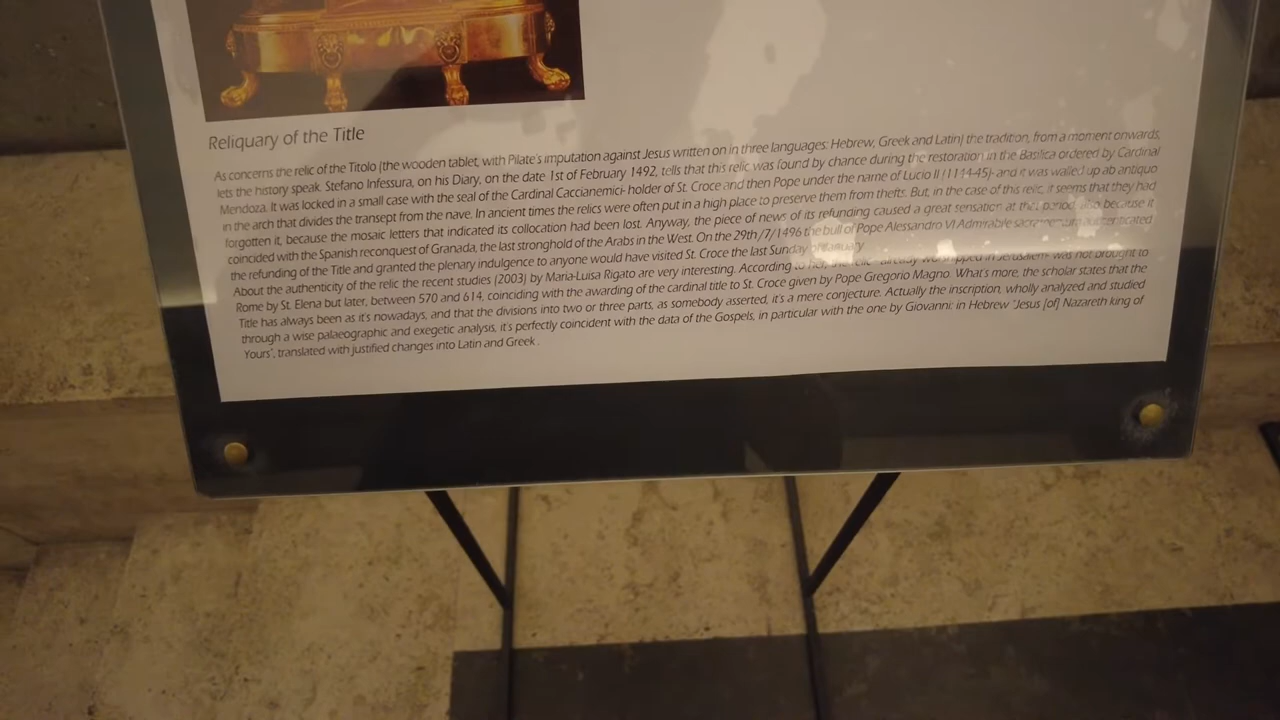 Reliquary of the Title
As concerns the relic of the Titolo (the wooden tablet, with Pilate's imputation against Jesus written on in three languages: Hebrew, Greek and Latin) the tradition, from a moment onwards,
lets the history speak. Stefano Infessura, on his Diary, on the date 1st of February 1492, tells that this relic was found by chance during the restoration in the Basilica ordered by Cardinal
Mendoza. It was locked in a small case with the seal of the Cardinal Caccianemici- holder of St. Croce and then Pope under the name of Lucio II (1144-45)- and it was walled up ab antiquo
in the arch that divides the transept from the nave. In ancient times the relics were often put in a high place to preserve them from thefts. But, in the case of this relic, it seems that they had
forgotten it, because the mosaic letters that indicated its collocation had been lost. Anyway, the piece of news of its refunding caused a great sensation at that period also because it
coincided with the Spanish reconquest of Granada, the last stronghold of the Arabs in the West. On the 29th/7/1496 the bull of Pope Alessandro VI Admirable authenticated
the refunding of the Title and granted the plenary indulgence to anyone would have visited St. Croce the last Sunday of January
About the authenticity of the relic the recent studies (2003) by Maria-Luisa Rigato are very interesting. According to her, the relic - already worshipped in Jerusalem- was not brought to
Rome by St. Elena but later, between 570 and 614, coinciding with the awarding of the cardinal title to St. Croce given by Pope Gregorio Magno. What's more, the scholar states that the
Title has always been as it's nowadays, and that the divisions into two or three parts, as somebody asserted, it's a mere conjecture. Actually the inscription, wholly analyzed and studied
through a wise palaeographic and exegetic analysis, it's perfectly coincident with the data of the Gospels, in particular with the one by Giovanni: in Hebrew "Jesus [of] Nazareth king of
Yours", translated with justified changes into Latin and Greek .